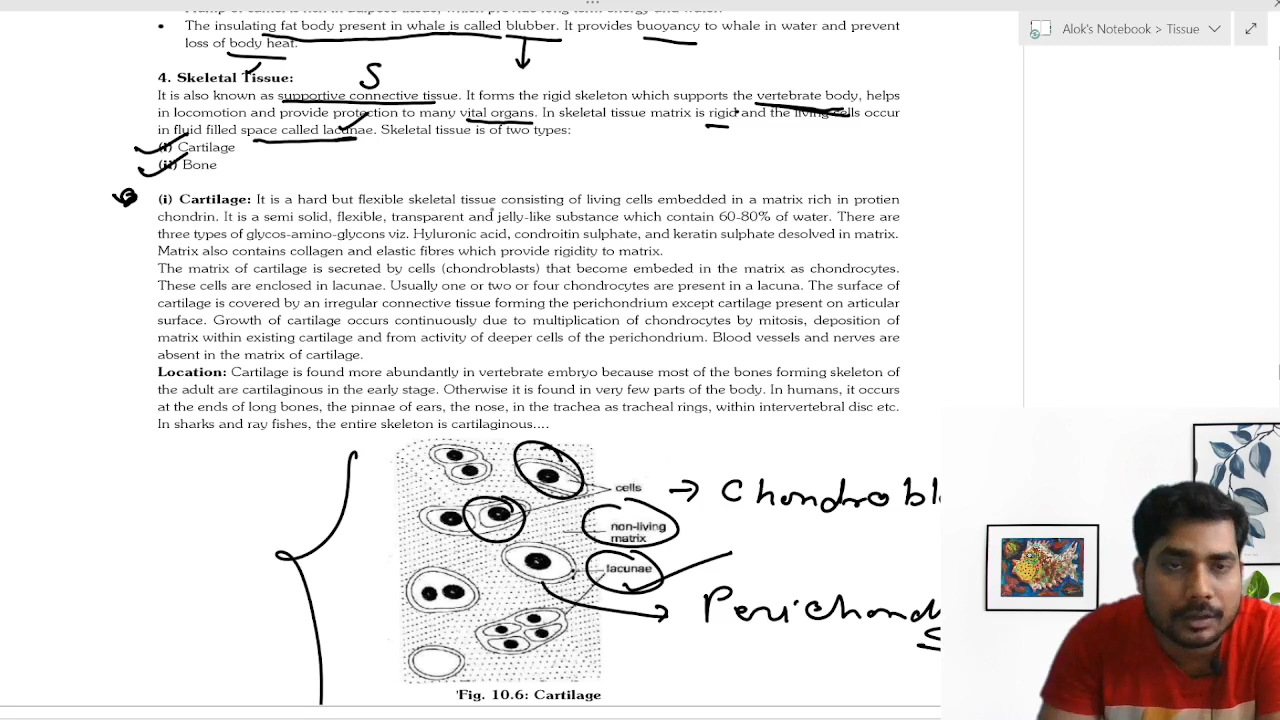 The insulating fat body present in whale is called blubber. It provides buoyancy to whale in water and prevent
loss of body heat.
Alok's Notebook > Tissue
S
4. Skeletal Tissue:
It is also known as supportive connective tissue. It forms the rigid skeleton which supports the vertebrate body, helps
in locomotion and provide protection to many vital organs. In skeletal tissue matrix is rigid and the living cells occur
in fluid filled space called lacunae. Skeletal tissue is of two types:
(i) Cartilage
(ii) Bone
(i) Cartilage: It is a hard but flexible skeletal tissue consisting of living cells embedded in a matrix rich in protien
chondrin. It is a semi solid, flexible, transparent and jelly-like substance which contain 60-80% of water. There are
three types of glycos-amino-glycons viz. Hyluronic acid, condroitin sulphate, and keratin sulphate desolved in matrix.
Matrix also contains collagen and elastic fibres which provide rigidity to matrix.
The matrix of cartilage is secreted by cells (chondroblasts) that become embeded in the matrix as chondrocytes.
These cells are enclosed in lacunae. Usually one or two or four chondrocytes are present in a lacuna. The surface of
cartilage is covered by an irregular connective tissue forming the perichondrium except cartilage present on articular
surface. Growth of cartilage occurs continuously due to multiplication of chondrocytes by mitosis, deposition of
matrix within existing cartilage and from activity of deeper cells of the perichondrium. Blood vessels and nerves are
absent in the matrix of cartilage.
Location: Cartilage is found more abundantly in vertebrate embryo because most of the bones forming skeleton of
the adult are cartilaginous in the early stage. Otherwise it is found in very few parts of the body. In humans, it occurs
at the ends of long bones, the pinnae of ears, the nose, in the trachea as tracheal rings, within intervertebral disc etc.
In sharks and ray fishes, the entire skeleton is cartilaginous....
cells
Chondrobl
non-living
matrix
lacunae
Perichond
Fig. 10.6: Cartilage